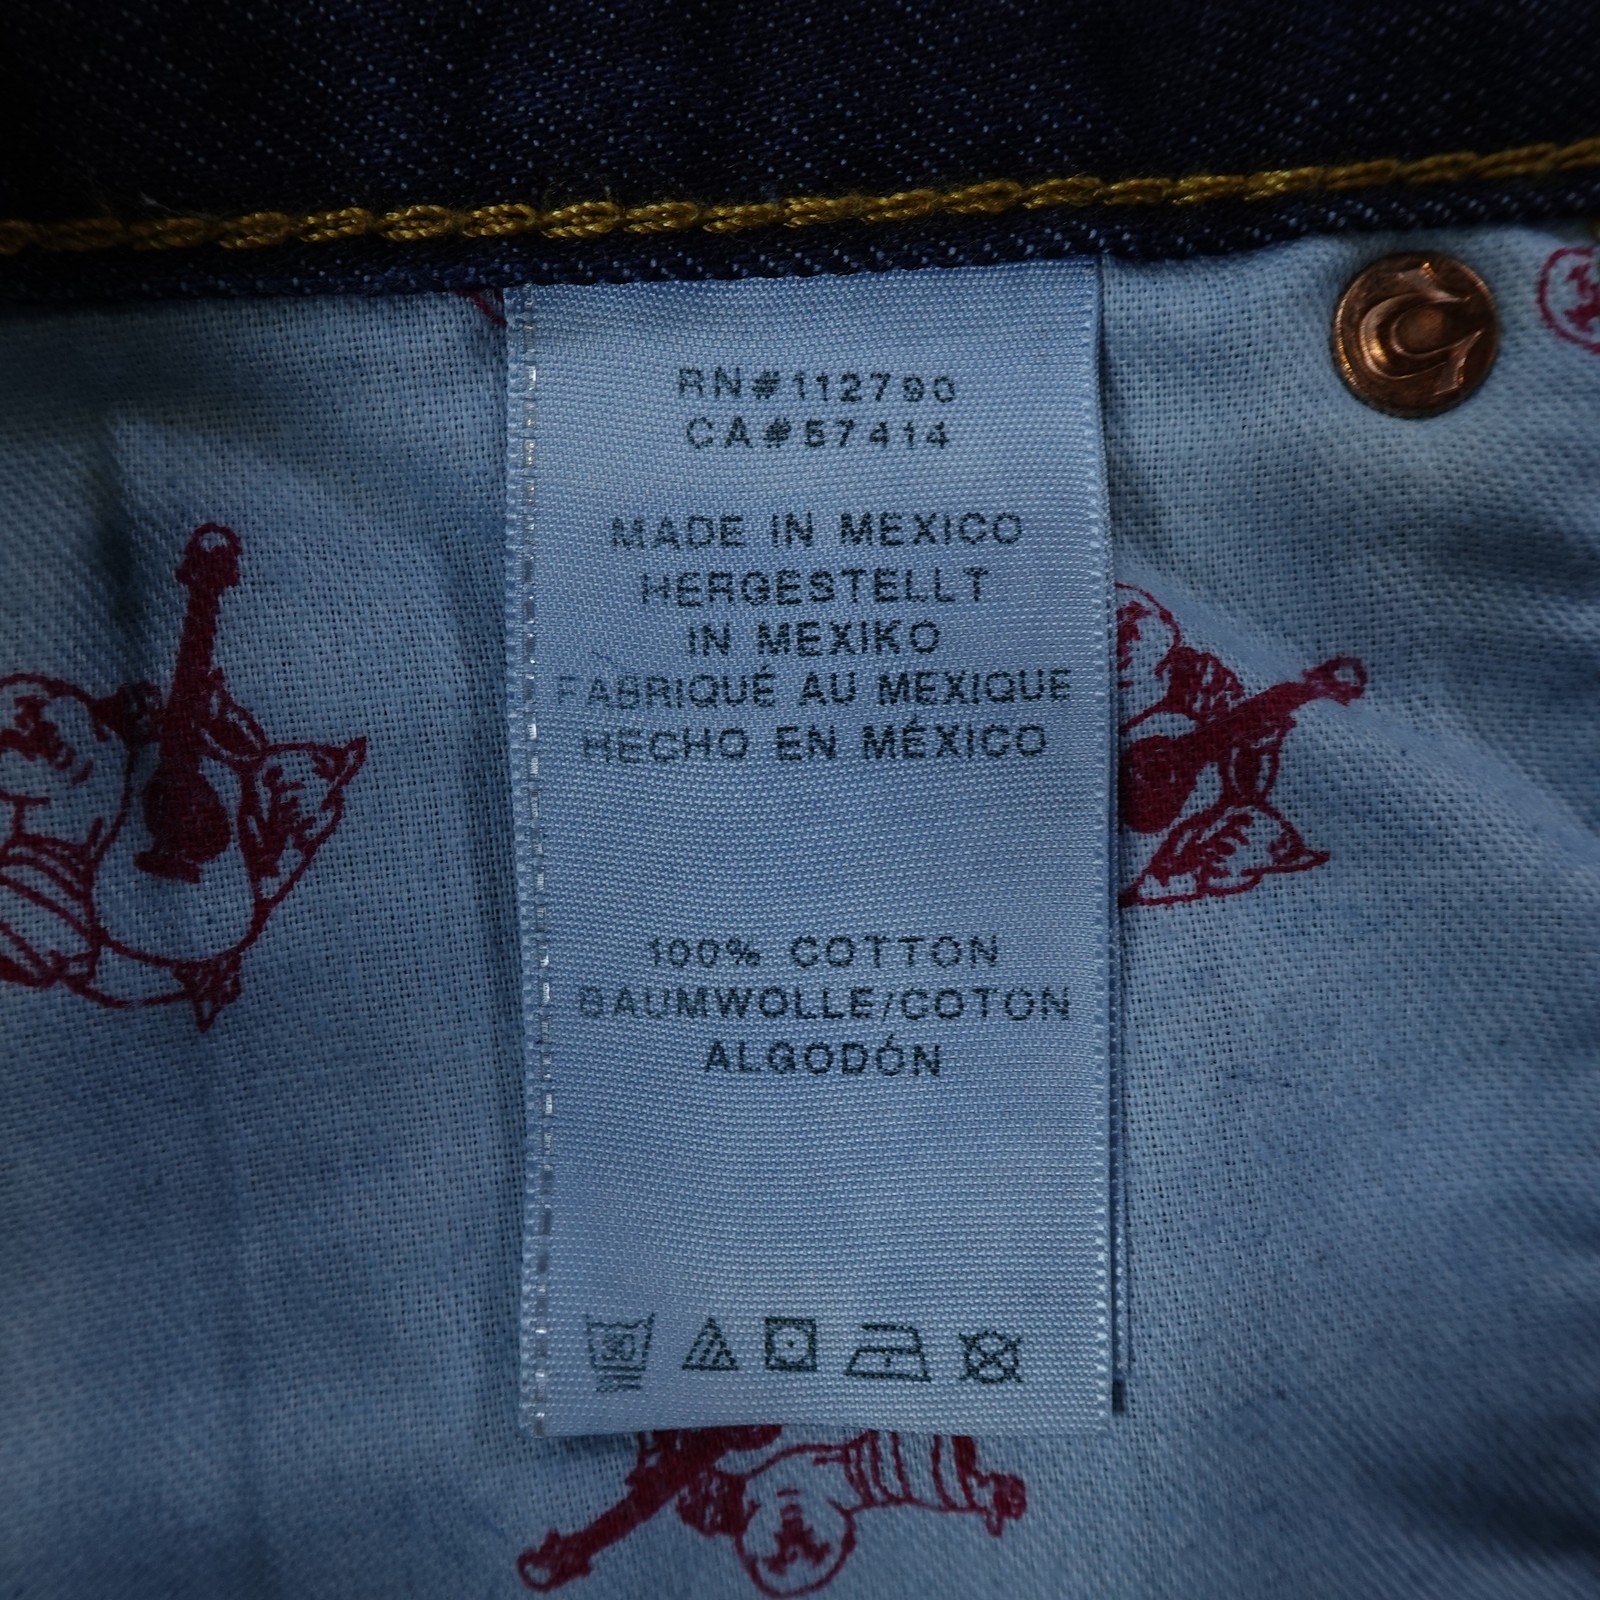 RN#112790
CA#57414
MADE IN MEXICO
HERGESTELLT
IN MEXIKO
FABRIQUÉ AU MEXIQUE
HECHO EN MÉXICO
100% COTTON
BAUMWOLLE/COTON
ALGODÓN
30